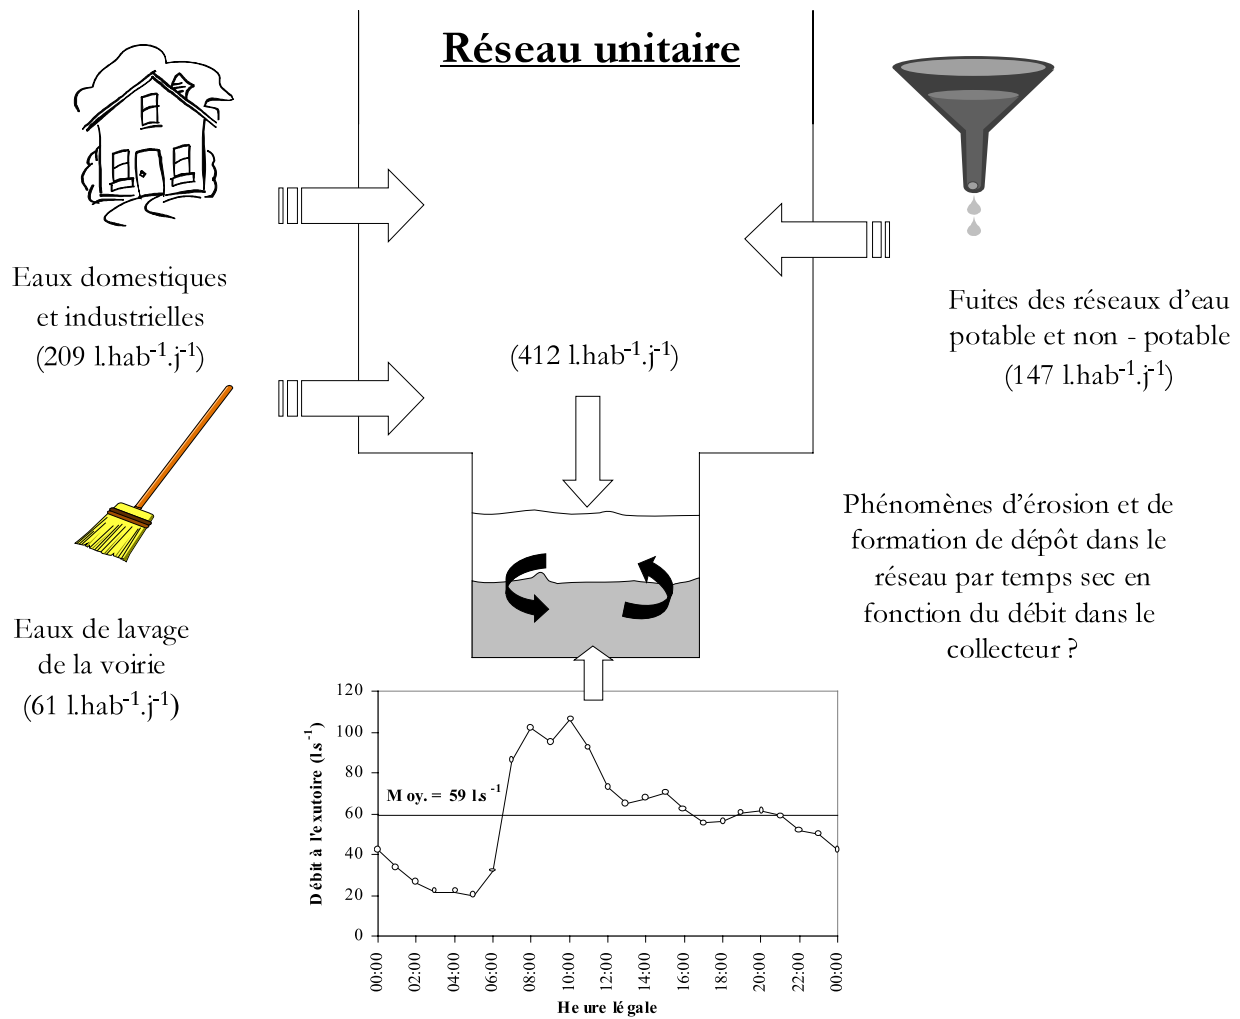 Réseau unitaire
Eaux domestiques
et industrielles
(209 l.hab-1.j-1)
Fuites des réseaux d'eau
potable et non - potable
(147 l.hab-1.j-1)
(412 l.hab-1.j-1)
Eaux de lavage
de la voirie
(61 l.hab-1.j-1)
Phénomènes d'érosion et de
formation de dépôt dans le
réseau par temps sec en
fonction du débit dans le
collecteur ?
Débit à l'exutoire (l.s-1)
120
100
80
60
40
20
0
Moy. = 59 l.s-1
00:00
02:00
04:00
06:00
08:00
10:00
12:00
14:00
16:00
18:00
20:00
22:00
00:00
Heure légale